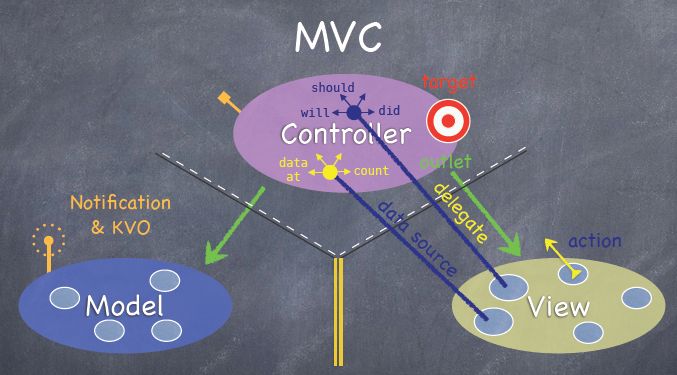 MVC
should
target
will
did
Controller
outlet
data
at
count
Notification
& KVO
delegate
data source
action
Model
View